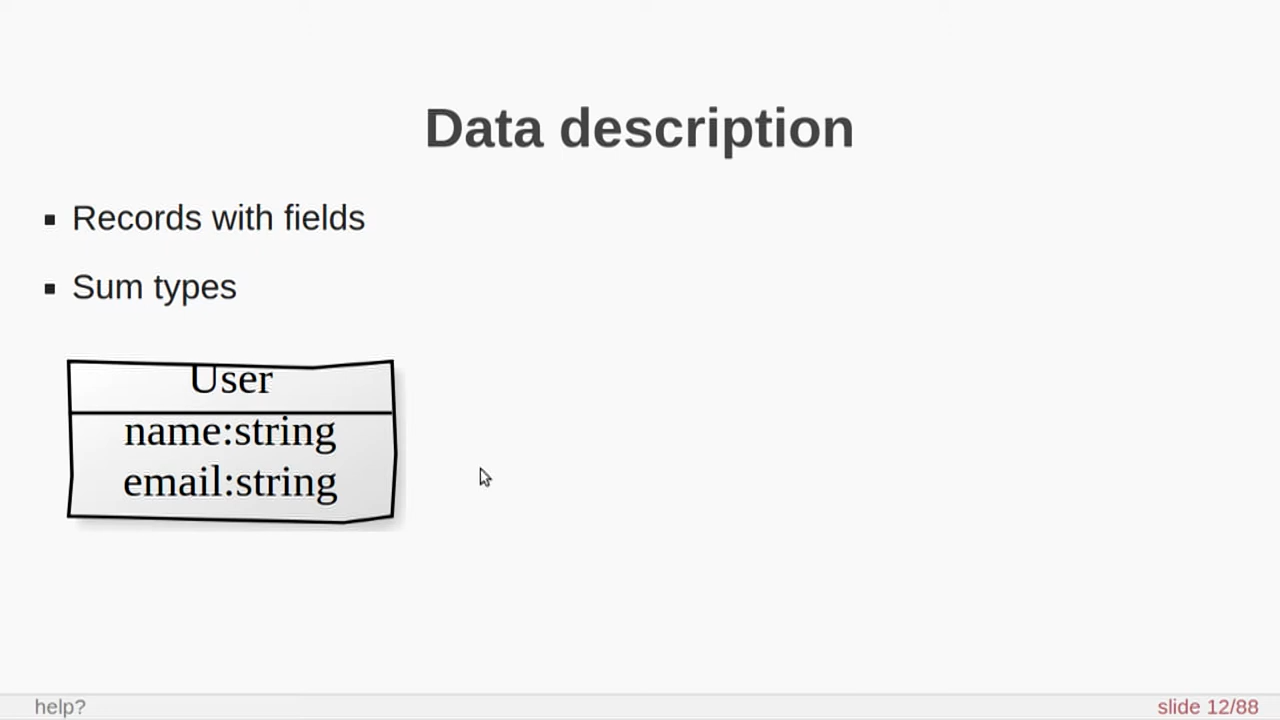 Data description
Records with fields
Sum types
User
name:string
email:string
help?
slide 12/88